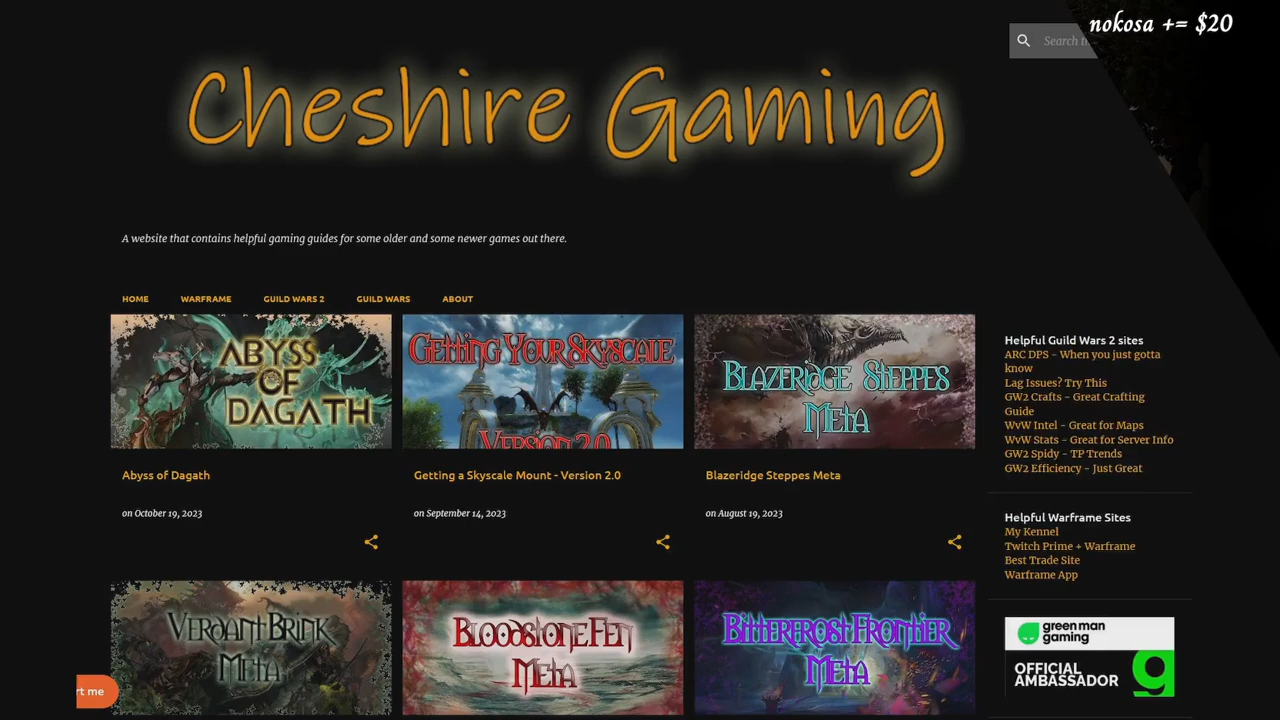 nokosa += $20
Search t
Cheshire Gaming
A website that contains helpful gaming guides for some older and some newer games out there.
HOME WARFRAME GUILD WARS 2 GUILD WARS ABOUT
ABYSS
OF
DAGATH
GETTING YOUR SKYSCALE
VERSION 2.0
BLAZERIDGE STEPPES
META
Abyss of Dagath
on October 19, 2023
Getting a Skyscale Mount - Version 2.0
on September 14, 2023
Blazeridge Steppes Meta
on August 19, 2023
VERDANT BRINK
META
BLOODSTONE FEN
META
BITTERFROST FRONTIER
META
rt me
Helpful Guild Wars 2 sites
ARC DPS - When you just gotta
know
Lag Issues? Try This
GW2 Crafts - Great Crafting
Guide
WvW Intel - Great for Maps
WvW Stats - Great for Server Info
GW2 Spidy - TP Trends
GW2 Efficiency - Just Great
Helpful Warframe Sites
My Kennel
Twitch Prime + Warframe
Best Trade Site
Warframe App
green man
gaming
OFFICIAL
AMBASSADOR